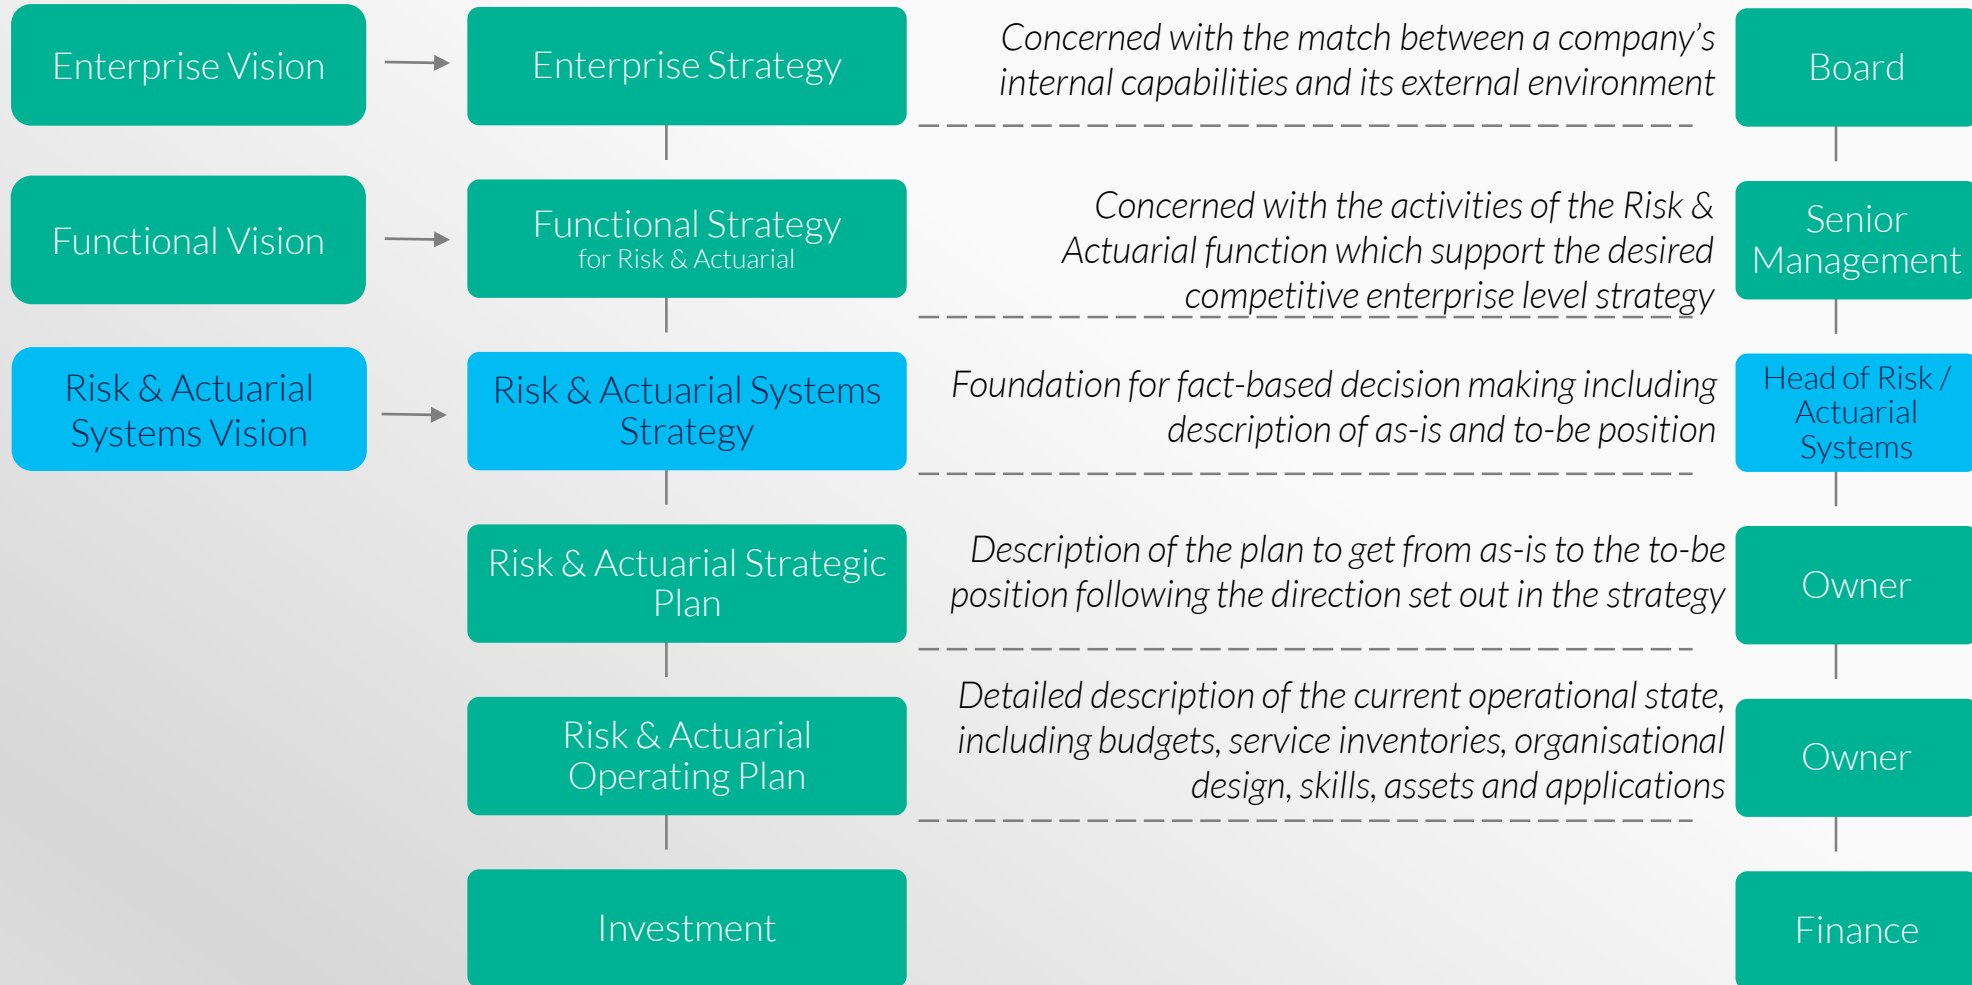 Enterprise Vision
Enterprise Strategy
Concerned with the match between a company’s
internal capabilities and its external environment
Board
Functional Vision
Functional Strategy
for Risk & Actuarial
Concerned with the activities of the Risk &
Actuarial function which support the desired
competitive enterprise level strategy
Senior
Management
Risk & Actuarial
Systems Vision
Risk & Actuarial Systems
Strategy
Foundation for fact-based decision making including
description of as-is and to-be position
Head of Risk /
Actuarial
Systems
Risk & Actuarial Strategic
Plan
Description of the plan to get from as-is to the to-be
position following the direction set out in the strategy
Owner
Risk & Actuarial
Operating Plan
Detailed description of the current operational state,
including budgets, service inventories, organisational
design, skills, assets and applications
Owner
Investment
Finance